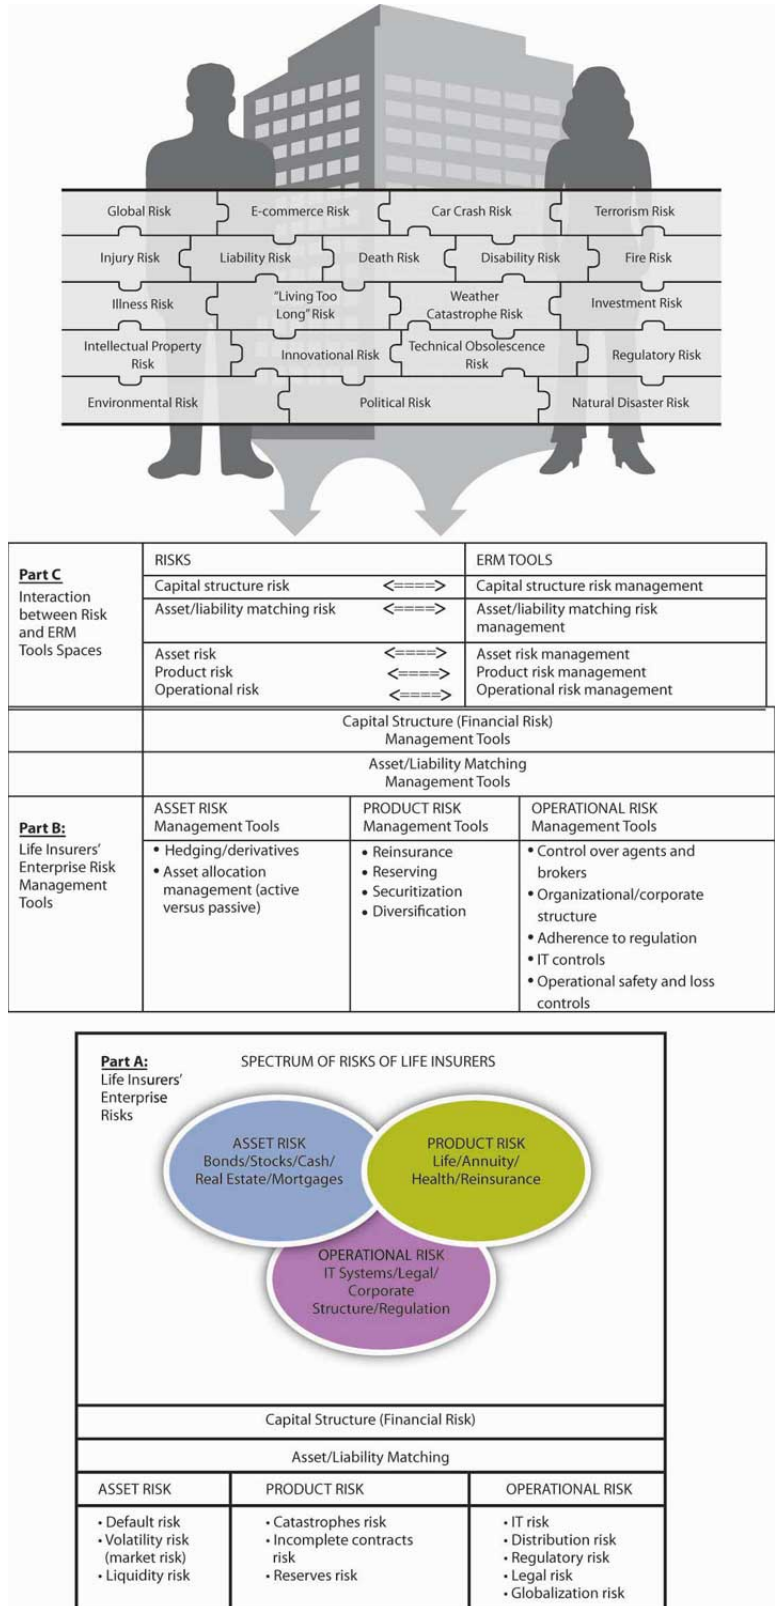 Global Risk
E-commerce Risk
Car Crash Risk
Terrorism Risk
Injury Risk
Liability Risk
Death Risk
Disability Risk
Fire Risk
Illness Risk
“Living Too
Long” Risk
Weather
Catastrophe Risk
Investment Risk
Intellectual Property
Risk
Innovational Risk
Technical Obsolescence
Risk
Regulatory Risk
Environmental Risk
Political Risk
Natural Disaster Risk
Part C
Interaction
between Risk
and ERM
Tools Spaces
RISKS
ERM TOOLS
Capital structure risk
<====>
Capital structure risk management
Asset/liability matching risk
<====>
Asset/liability matching risk
management
Asset risk
<====>
Asset risk management
Product risk
<====>
Product risk management
Operational risk
<====>
Operational risk management
Capital Structure (Financial Risk)
Management Tools
Asset/Liability Matching
Management Tools
Part B:
Life Insurers’
Enterprise Risk
Management
Tools
ASSET RISK
Management Tools
• Hedging/derivatives
• Asset allocation
management (active
versus passive)
PRODUCT RISK
Management Tools
• Reinsurance
• Reserving
• Securitization
• Diversification
OPERATIONAL RISK
Management Tools
• Control over agents and
brokers
• Organizational/corporate
structure
• Adherence to regulation
• IT controls
• Operational safety and loss
controls
Part A:
Life Insurers’
Enterprise
Risks
SPECTRUM OF RISKS OF LIFE INSURERS
ASSET RISK
Bonds/Stocks/Cash/
Real Estate/Mortgages
PRODUCT RISK
Life/Annuity/
Health/Reinsurance
OPERATIONAL RISK
IT Systems/Legal/
Corporate
Structure/Regulation
Capital Structure (Financial Risk)
Asset/Liability Matching
ASSET RISK
• Default risk
• Volatility risk
(market risk)
• Liquidity risk
PRODUCT RISK
• Catastrophes risk
• Incomplete contracts
risk
• Reserves risk
OPERATIONAL RISK
• IT risk
• Distribution risk
• Regulatory risk
• Legal risk
• Globalization risk